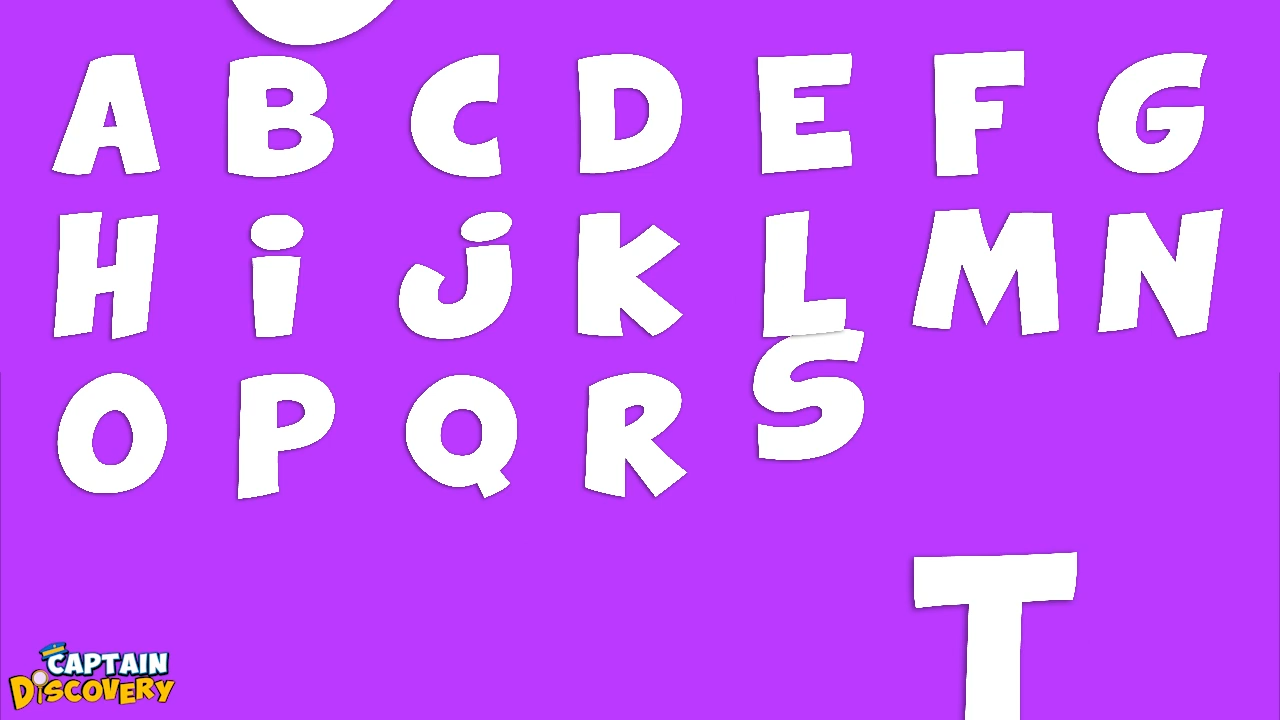 A B C D E F G
H i j K L M N
O P Q R S
T
CAPTAIN
DiSCOVERY